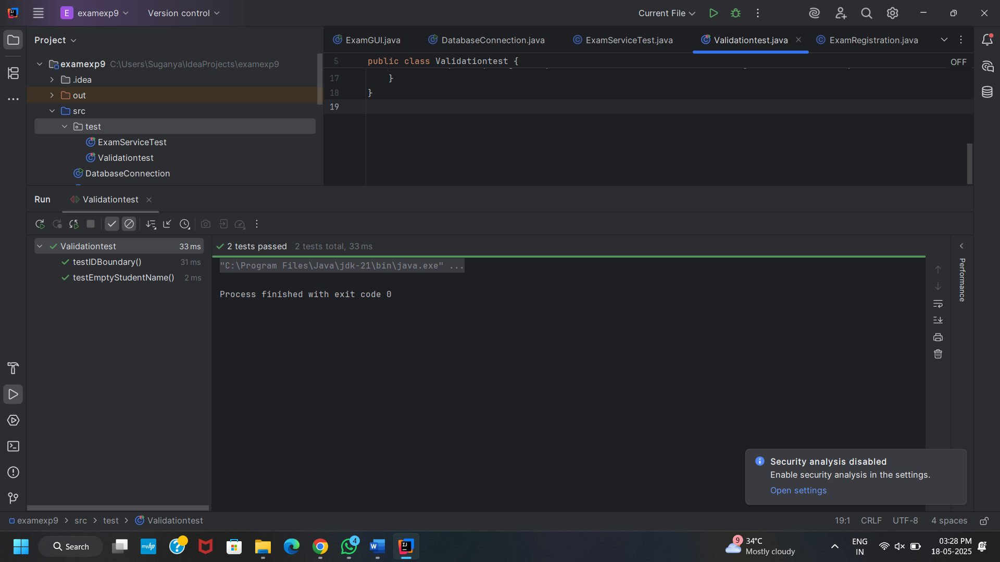 E examexp9 Version control Current File
Project
ExamGUI.java DatabaseConnection.java ExamServiceTest.java Validationtest.java ExamRegistration.java
examexp9 C:\Users\Suganya\IdeaProjects\examexp9
.idea
out
src
test
ExamServiceTest
Validationtest
DatabaseConnection
5 public class Validationtest { OFF
17 }
18 }
19
Run Validationtest
Validationtest 33 ms
testIDBoundary() 31 ms
testEmptyStudentName() 2 ms
2 tests passed 2 tests total, 33 ms
"C:\Program Files\Java\jdk-21\bin\java.exe" ...
Process finished with exit code 0
Performance
Security analysis disabled
Enable security analysis in the settings.
Open settings
examexp9 > src > test > Validationtest 19:1 CRLF UTF-8 4 spaces
Search
myhp
4
9
34°C
Mostly cloudy
ENG
IN
03:28 PM
18-05-2025